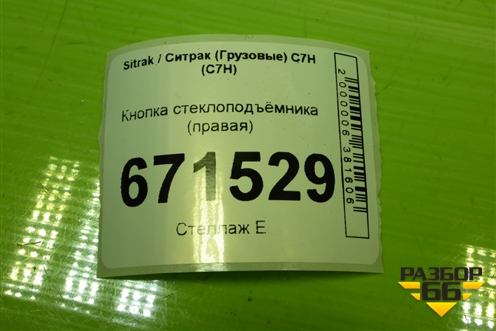 Sitrak / Ситрак (Грузовые) C7H
(C7H)
Кнопка стеклоподъёмника
(правая)
671529
Стеллаж Е
2000006381606
РАЗБОР
66